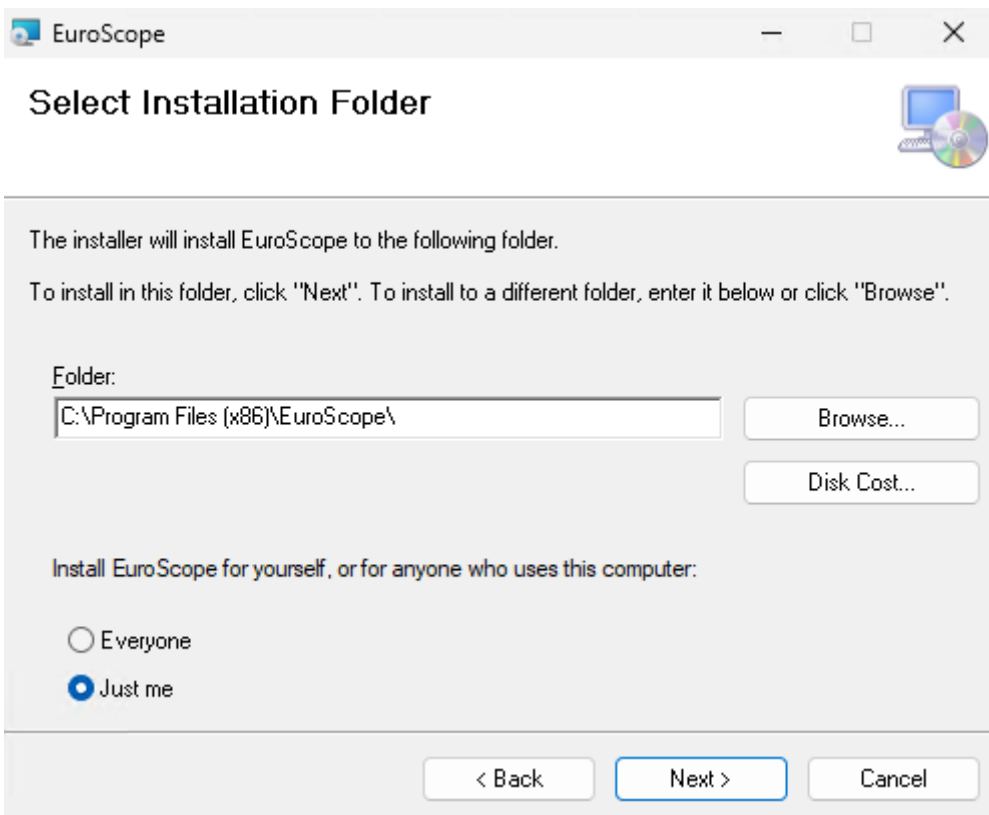 EuroScope
Select Installation Folder
The installer will install EuroScope to the following folder.
To install in this folder, click "Next". To install to a different folder, enter it below or click "Browse".
Folder:
C:\Program Files (x86)\EuroScope\
Browse...
Disk Cost...
Install EuroScope for yourself, or for anyone who uses this computer:
Everyone
Just me
< Back
Next >
Cancel